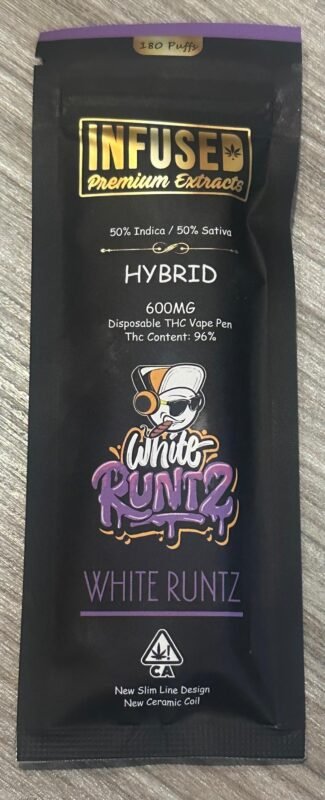 180 Puffs
INFUSED
Premium Extracts
50% Indica / 50% Sativa
HYBRID
600MG
Disposable THC Vape Pen
Thc Content: 96%
White
RUNTZ
WHITE RUNTZ
!
CA
New Slim Line Design
New Ceramic Coil